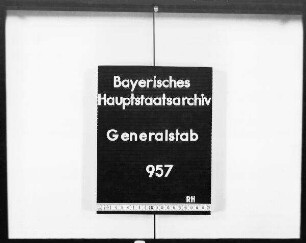 Bayerisches
Hauptstaatsarchiv
Generalstab
957
RH